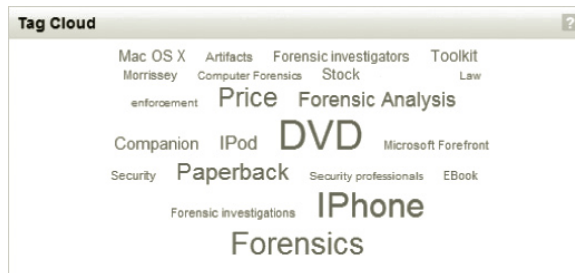 Tag Cloud ?
Mac OS X Artifacts Forensic investigators Toolkit
Morrissey Computer Forensics Stock Law
enforcement Price Forensic Analysis
Companion IPod DVD Microsoft Forefront
Security Paperback Security professionals EBook
Forensic investigations IPhone
Forensics